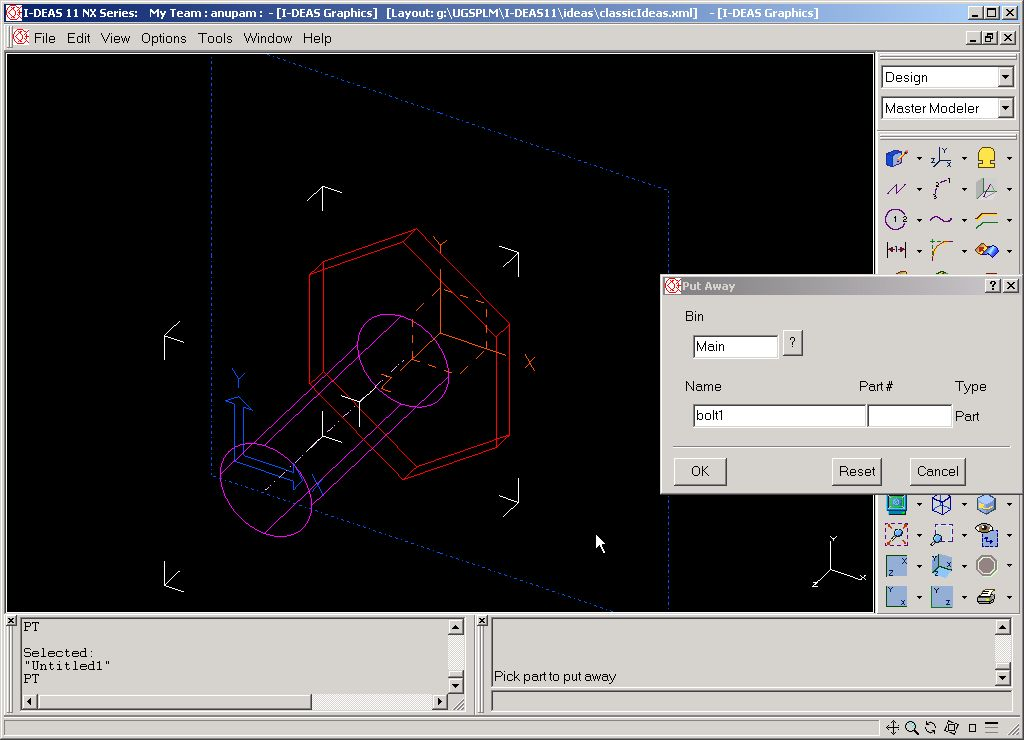 I-DEAS 11 NX Series: My Team : anupam : - [I-DEAS Graphics] [Layout: g:\UGSPLM\I-DEAS11\ideas\classicIdeas.xml] - [I-DEAS Graphics]
File Edit View Options Tools Window Help
Design
Master Modeler
Y
Z X
1 2
Y
X
Z
Y
X
Put Away
?
Bin
Main
?
Name Part # Type
bolt1 Part
OK Reset Cancel
Y
X
Z
X
Z
Y
Z
Y
X
Y
Z
PT
Selected:
"Untitled1"
PT
Pick part to put away